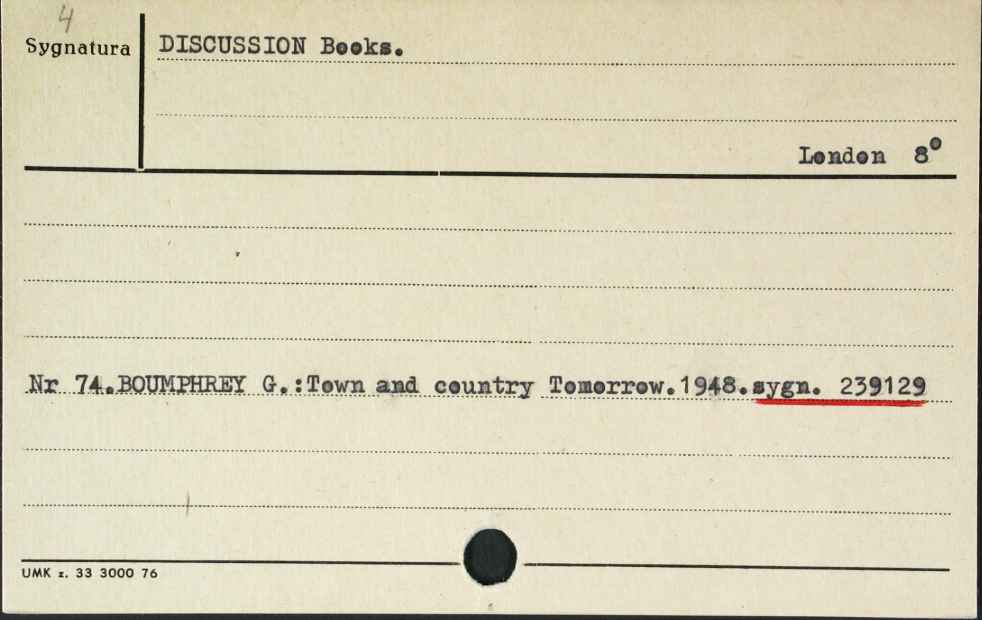 4
Sygnatura
DISCUSSION Books.
London 8°
Nr 74.BOUMPHREY G.:Town and country Tomorrow.1948.sygn. 239129
UMK z. 33 3000 76